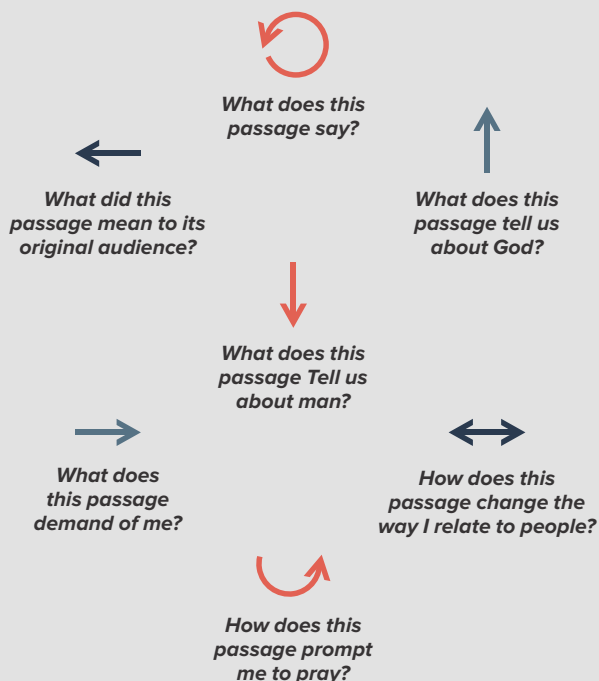 What does this
passage say?
What did this
passage mean to its
original audience?
What does this
passage tell us
about God?
What does this
passage Tell us
about man?
What does
this passage
demand of me?
How does this
passage change the
way I relate to people?
How does this
passage prompt
me to pray?